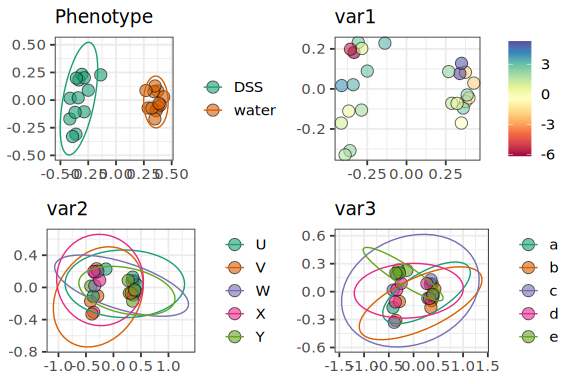 Phenotype
0.50
0.25
0.00
-0.25
-0.50
-0.50 -0.25 0.00 0.25 0.50
DSS
water
var1
0.2
0.0
-0.2
-0.25 0.00 0.25
3
0
-3
-6
var2
0.4
0.0
-0.4
-0.8
-1.0 -0.5 0.0 0.5 1.0
U
V
W
X
Y
var3
0.6
0.3
0.0
-0.3
-0.6
-1.5 -1.0 -0.5 0.0 0.5 1.0 1.5
a
b
c
d
e